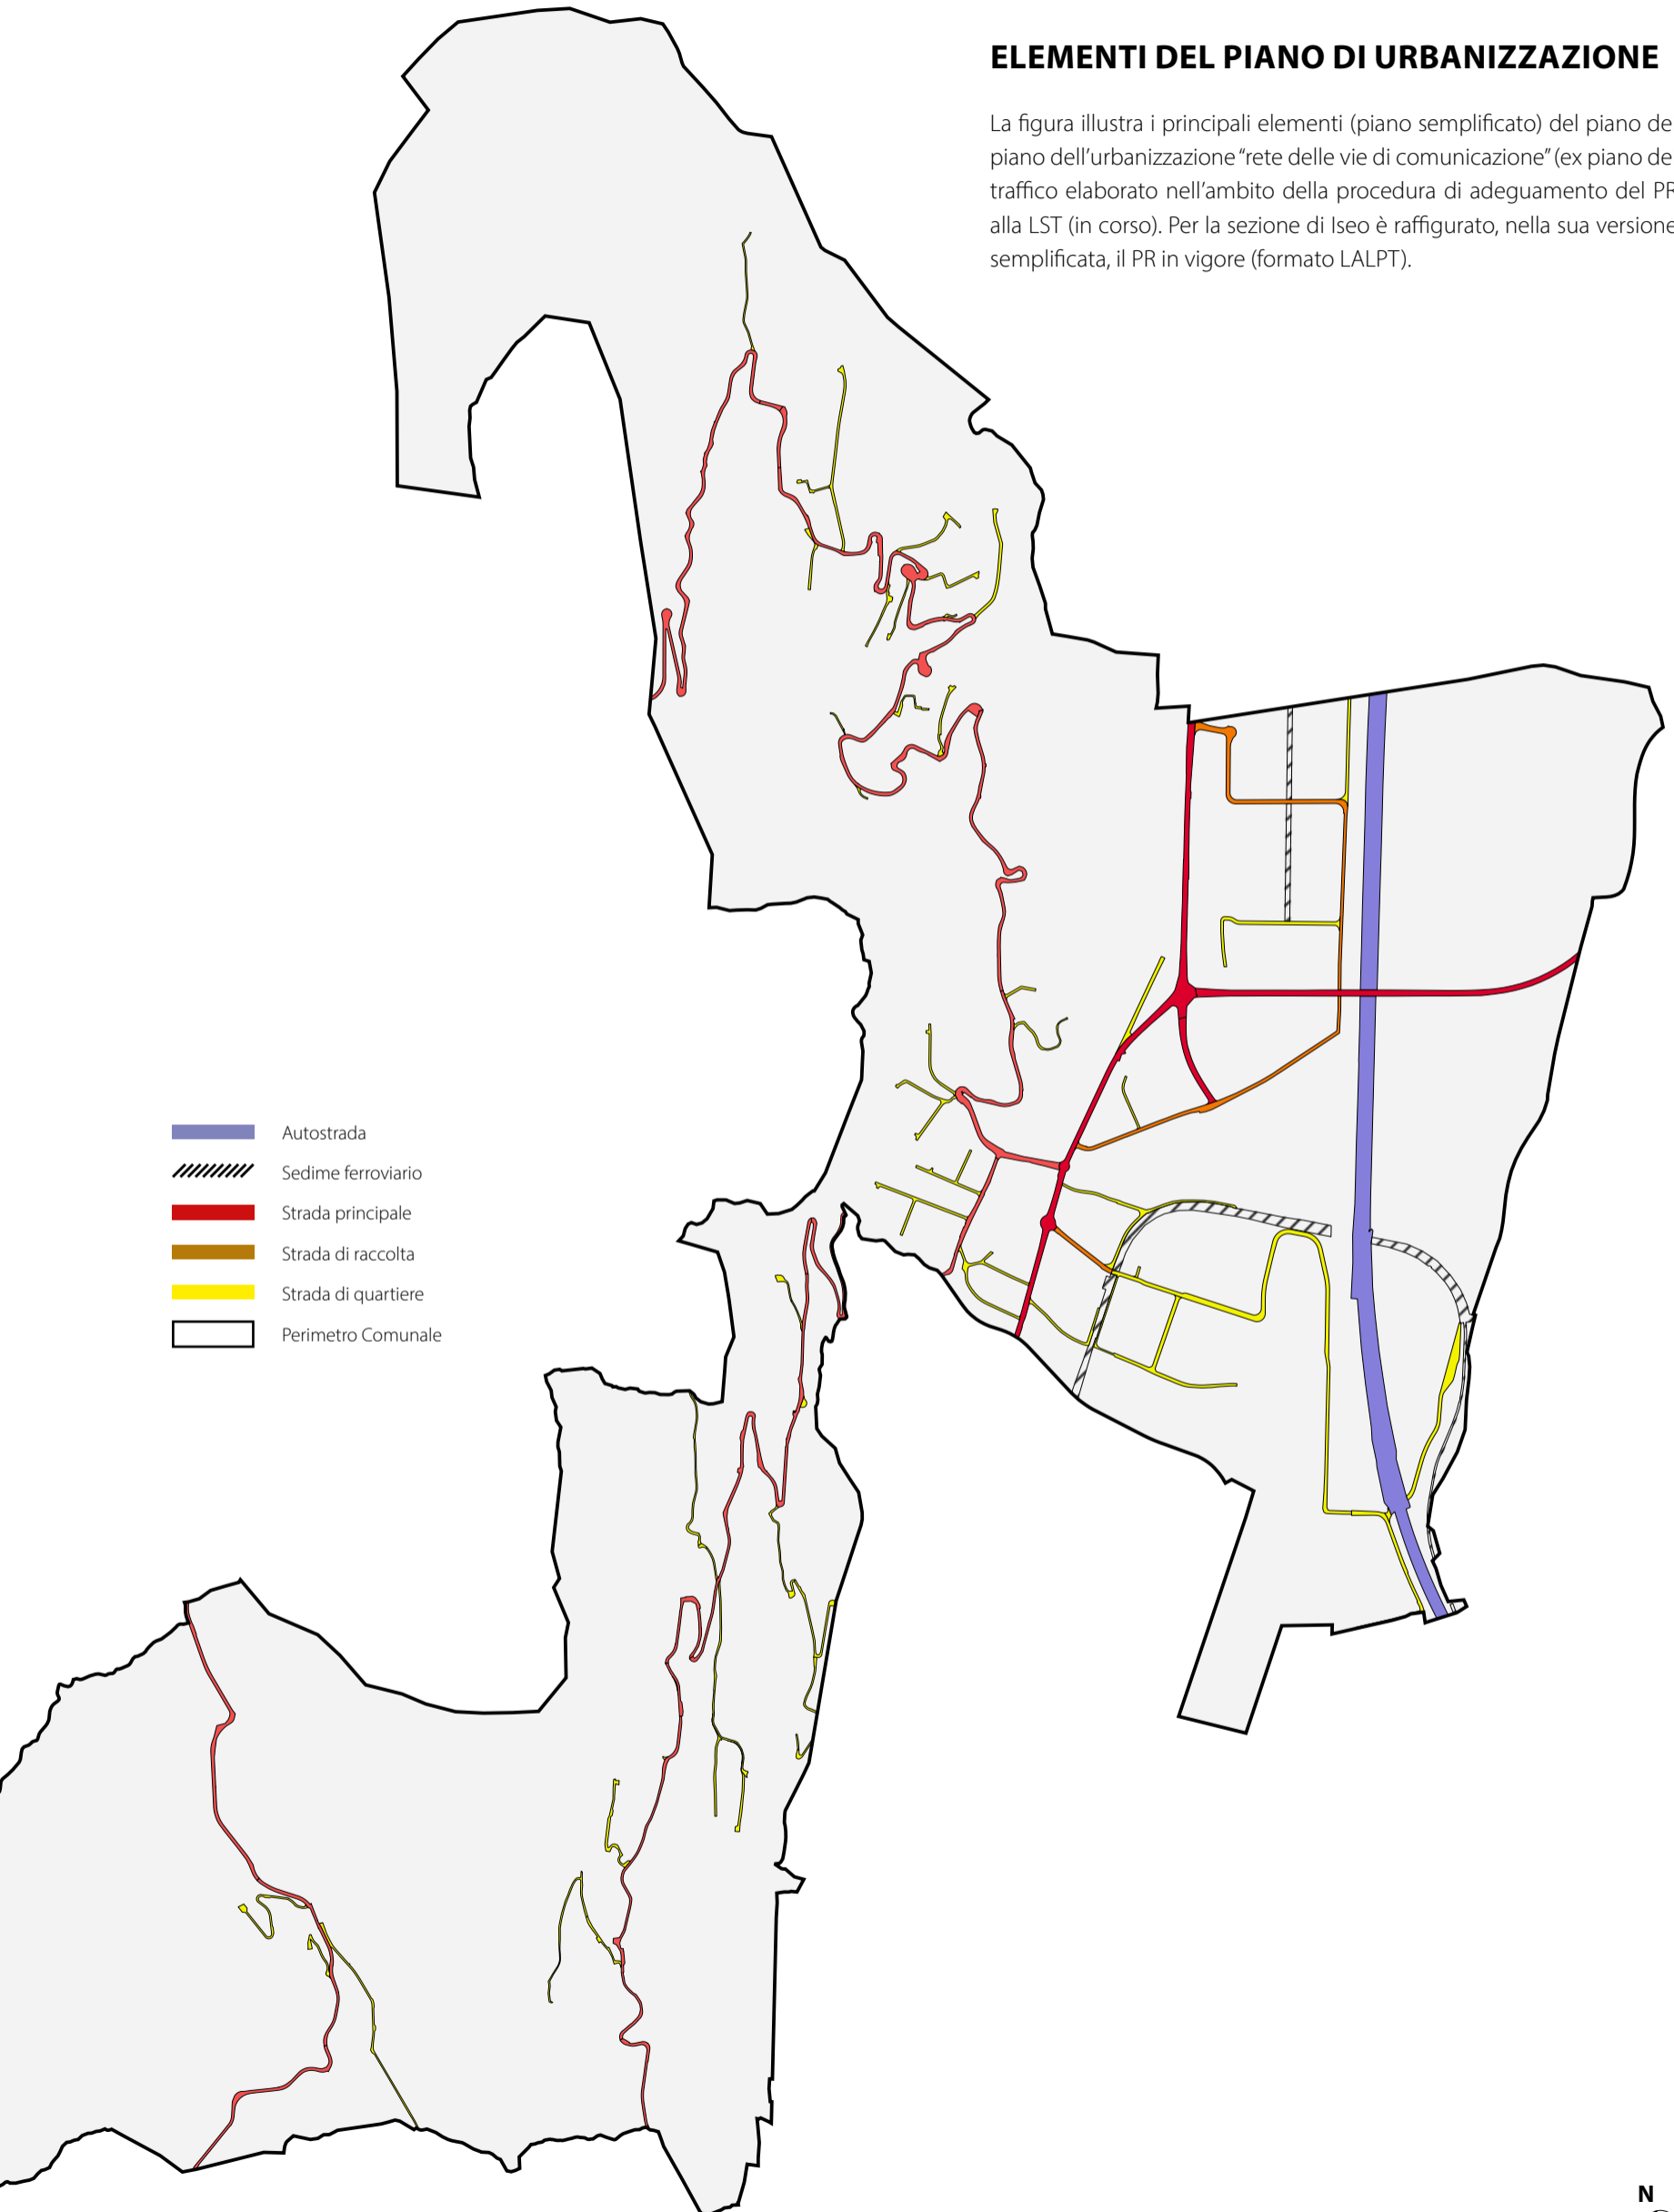 ELEMENTI DEL PIANO DI URBANIZZAZIONE
La figura illustra i principali elementi (piano semplificato) del piano de
piano dell’urbanizzazione “rete delle vie di comunicazione” (ex piano de
traffico elaborato nell’ambito della procedura di adeguamento del PR
alla LST (in corso). Per la sezione di Iseo è raffigurato, nella sua versione
semplificata, il PR in vigore (formato LALPT).
Autostrada
Sedime ferroviario
Strada principale
Strada di raccolta
Strada di quartiere
Perimetro Comunale
N